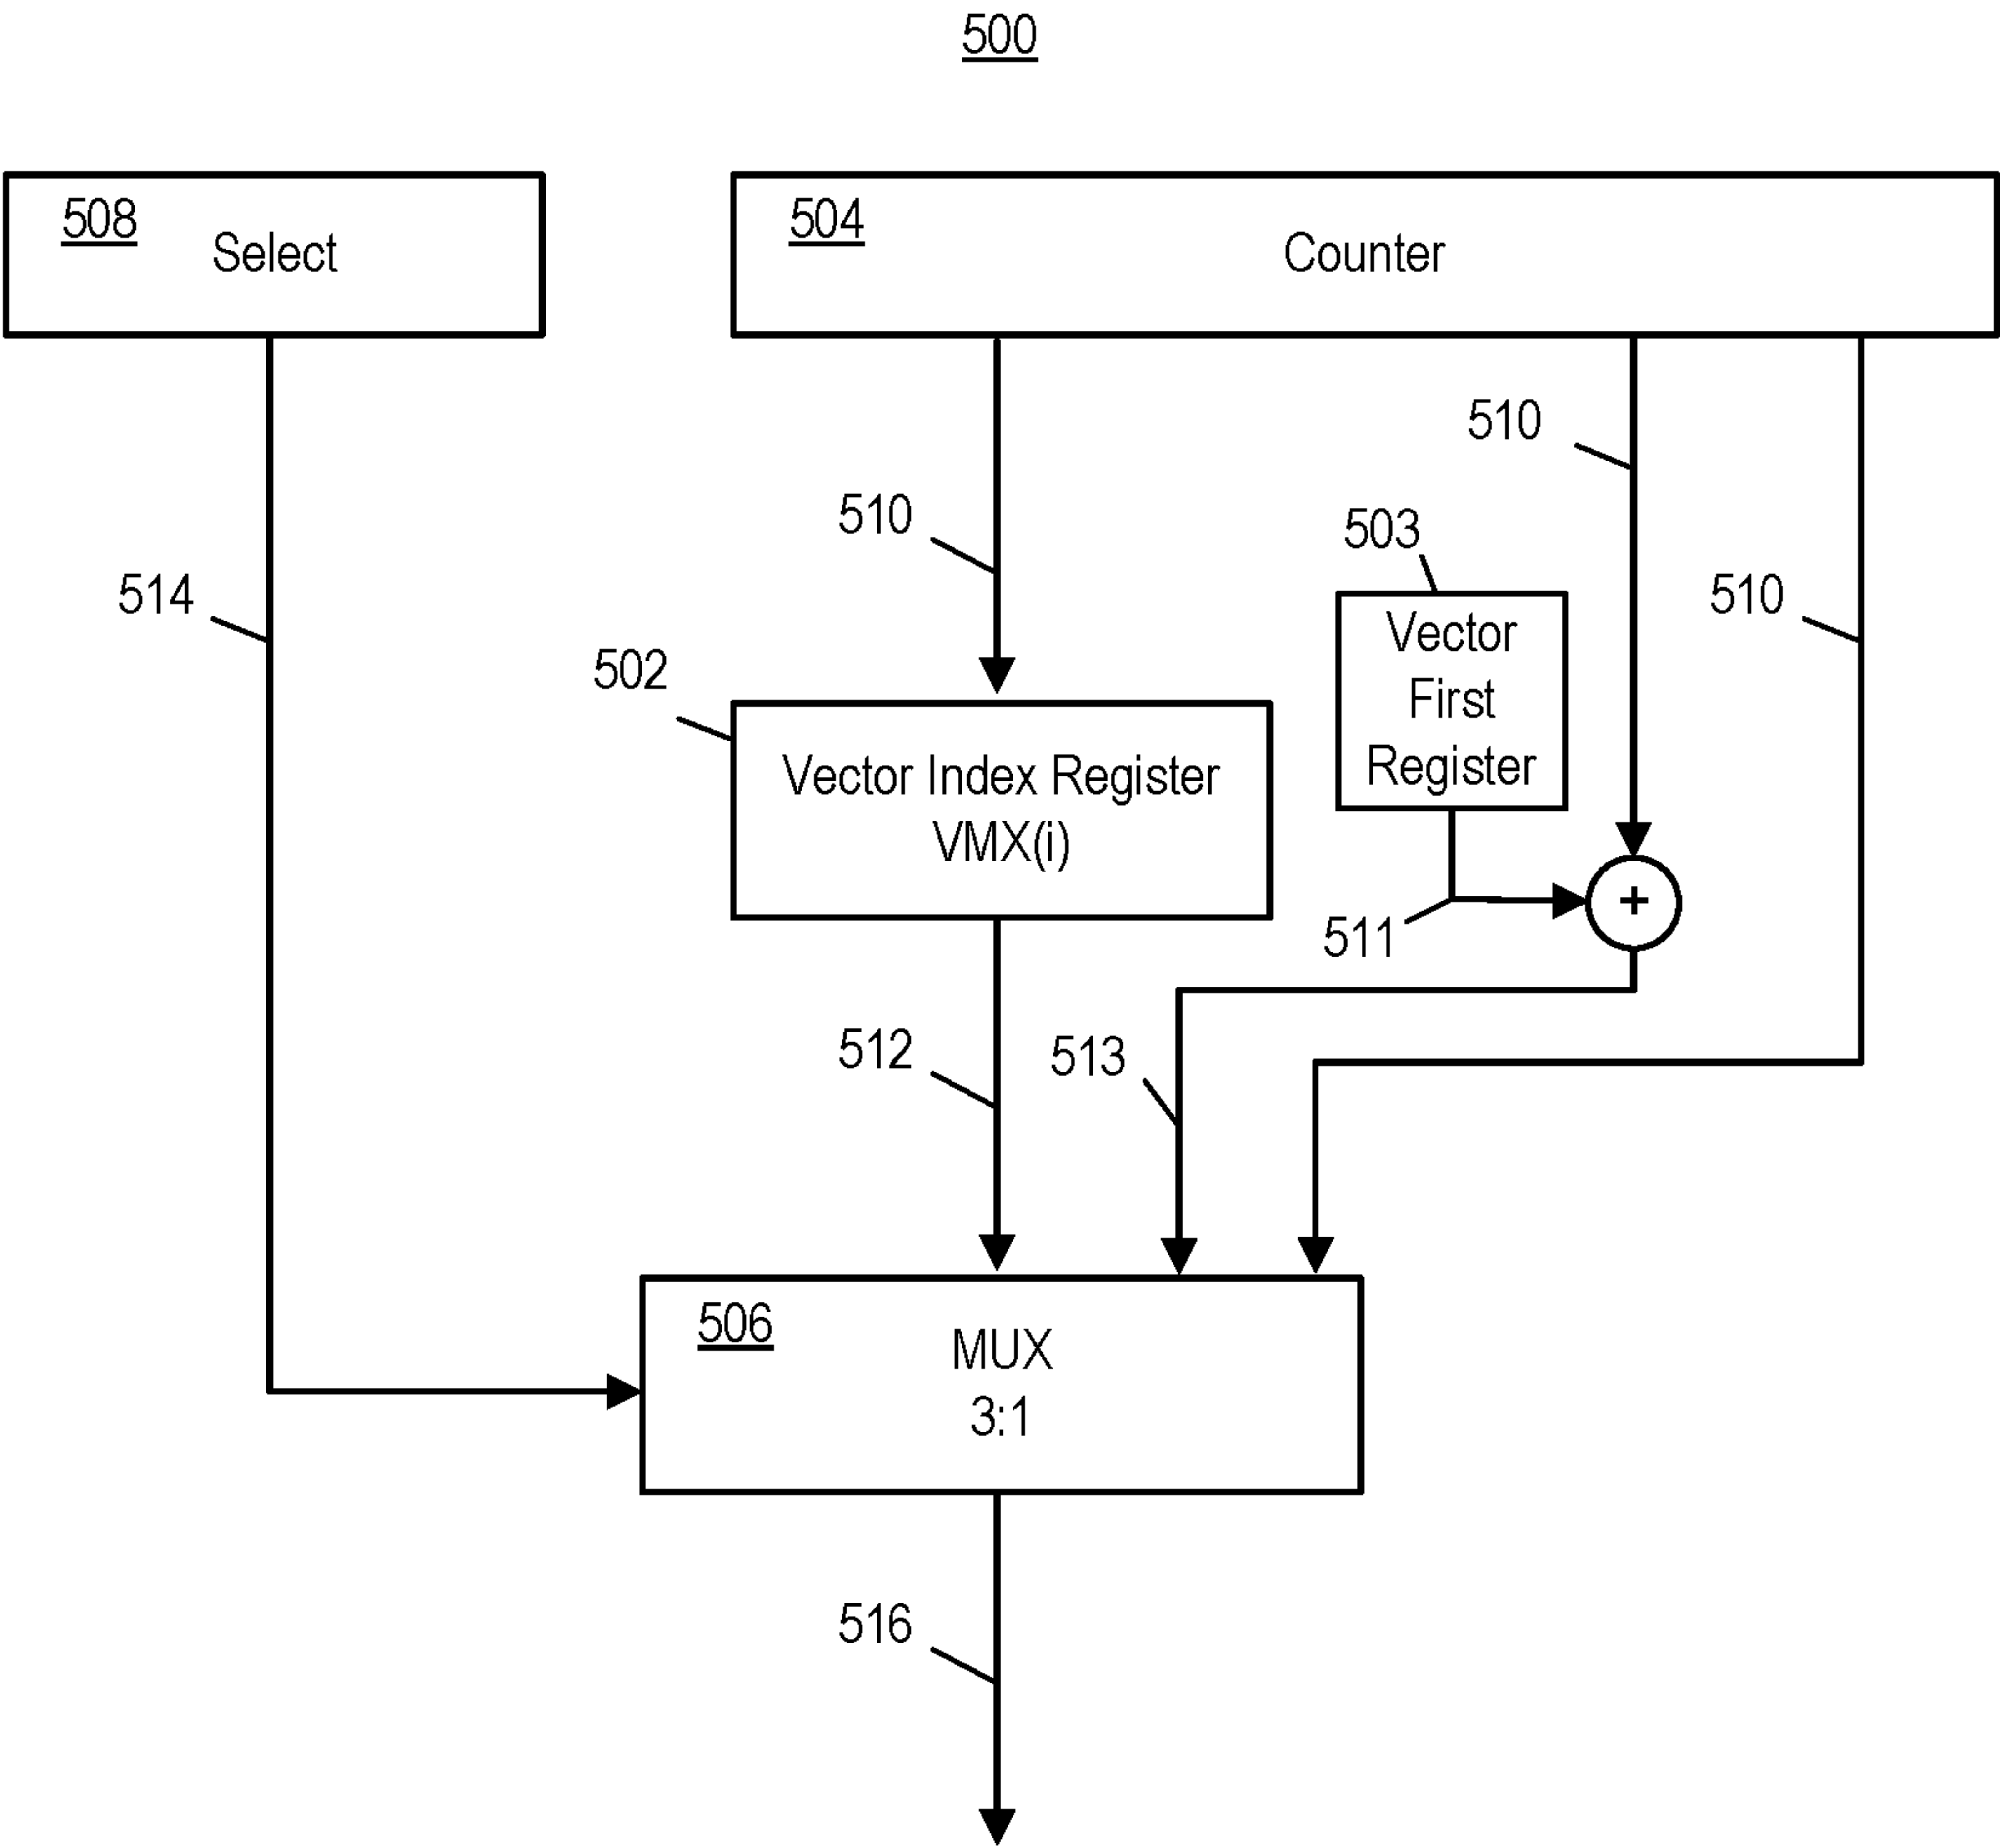 500
508
Select
504
Counter
510
510
503
514
510
502
Vector
First
Register
Vector Index Register
VMX(i)
+
511
512
513
506
MUX
3:1
516